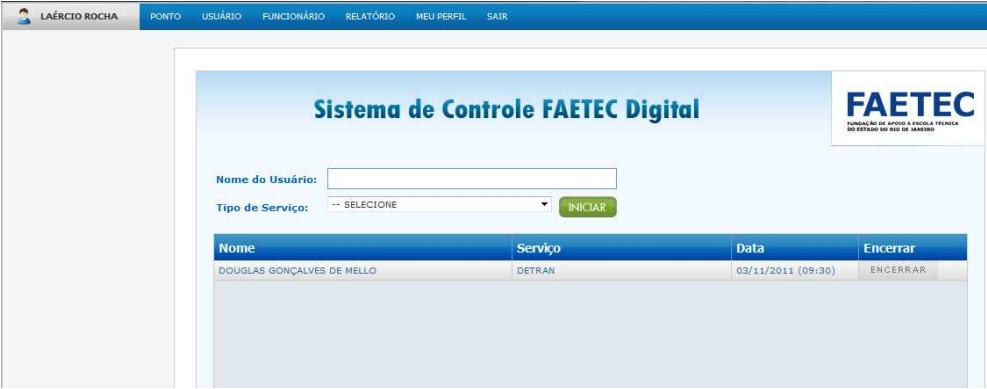 LAÉRCIO ROCHA PONTO USUÁRIO FUNCIONÁRIO RELATÓRIO MEU PERFIL SAIR
Sistema de Controle FAETEC Digital
FAETEC
FUNDAÇÃO DE APOIO À ESCOLA TÉCNICA
DO ESTADO DO RIO DE JANEIRO
Nome do Usuário:
Tipo de Serviço: -- SELECIONE INICIAR
Nome Serviço Data Encerrar
DOUGLAS GONÇALVES DE MELLO DETRAN 03/11/2011 (09:30) ENCERRAR